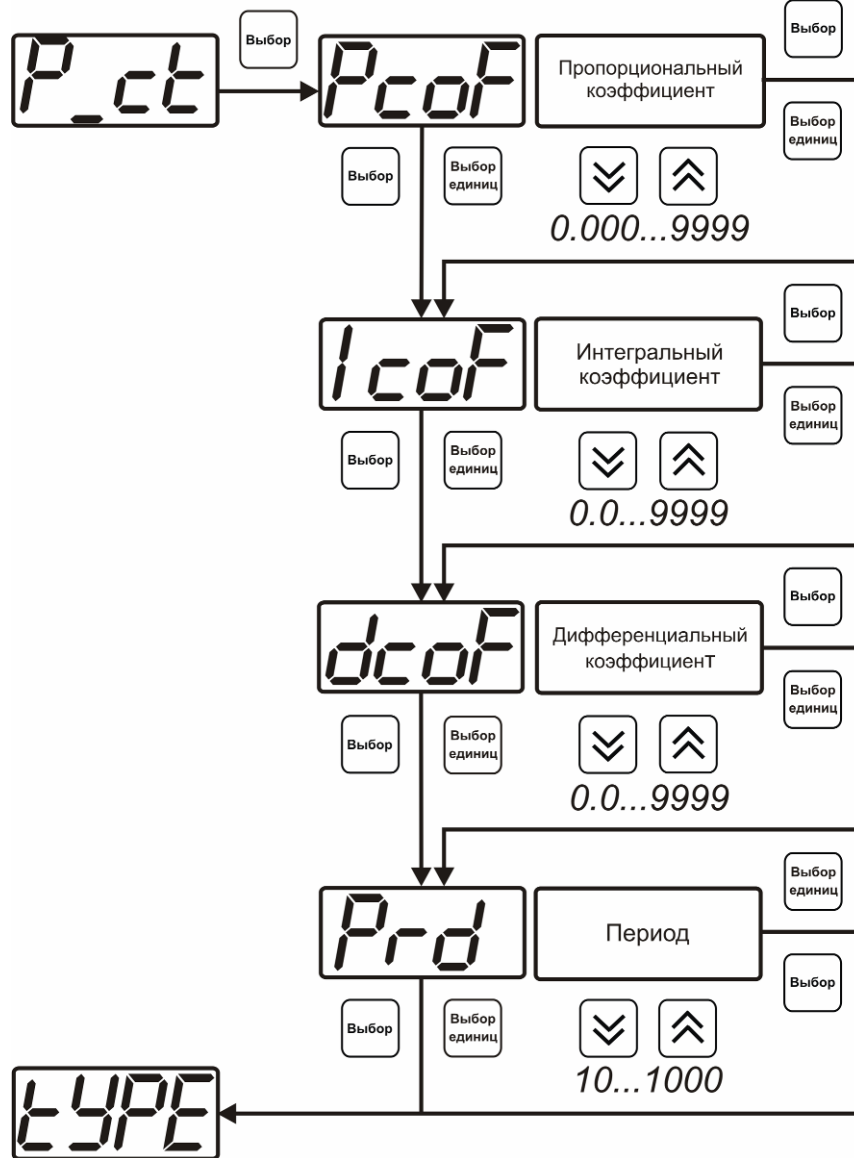 P_ct
Выбор
PcoF
Пропорциональный
коэффициент
Выбор
Выбор
единиц
Выбор
Выбор
единиц
0.000...9999
IcoF
Интегральный
коэффициент
Выбор
Выбор
единиц
Выбор
Выбор
единиц
0.0...9999
dcoF
Дифференциальный
коэффициент
Выбор
Выбор
единиц
Выбор
Выбор
единиц
0.0...9999
Prd
Период
Выбор
единиц
Выбор
Выбор
Выбор
единиц
10...1000
tYPE